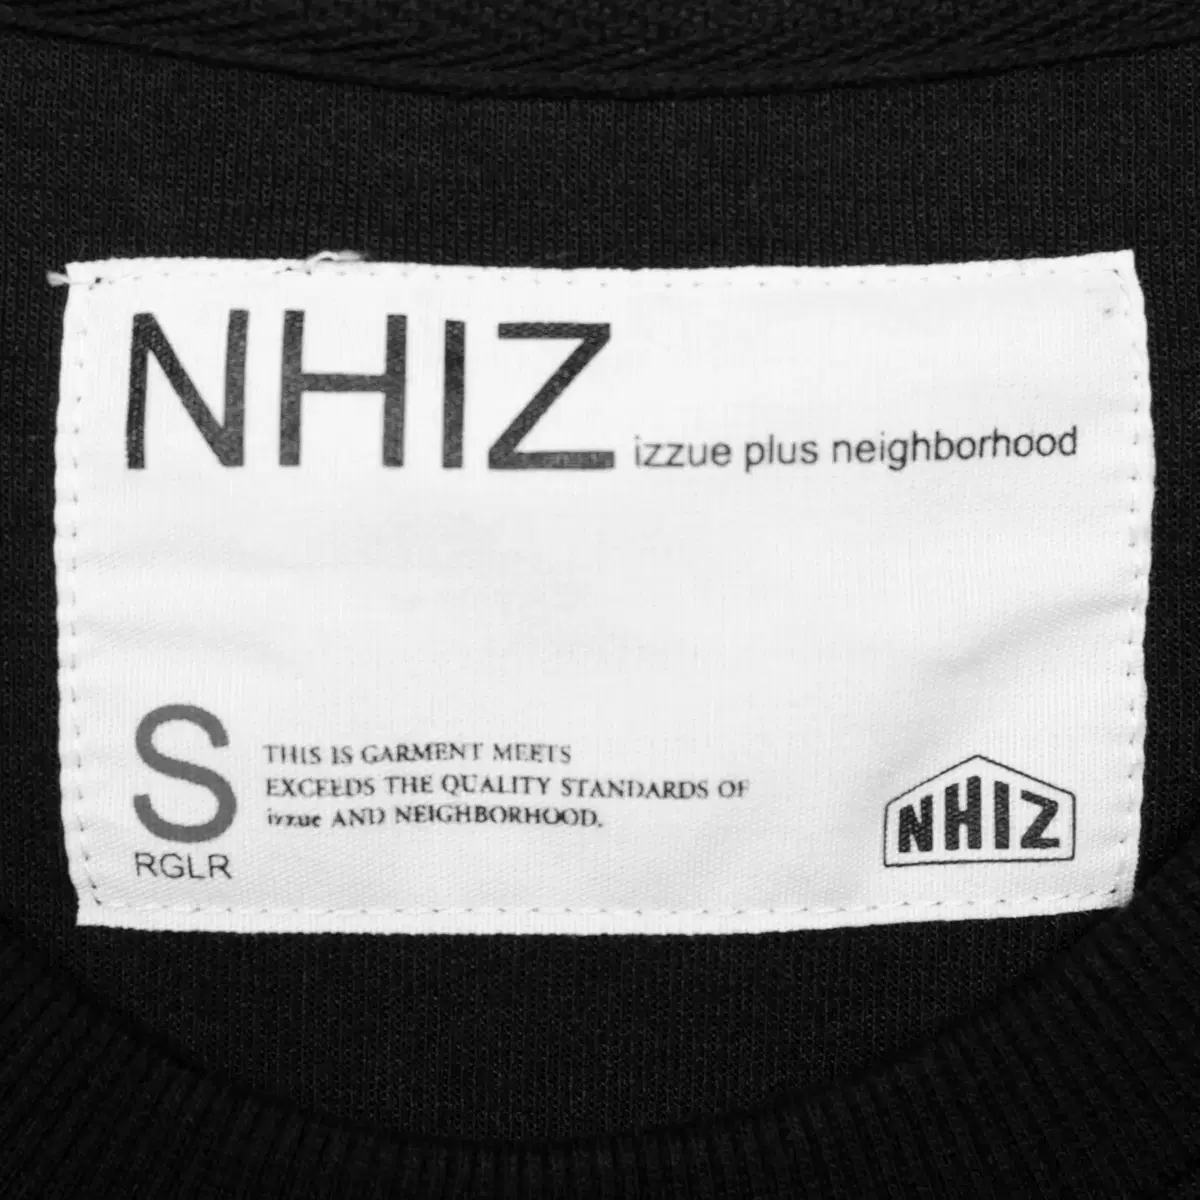 NHIZ izzue plus neighborhood
S
RGLR
THIS IS GARMENT MEETS
EXCEEDS THE QUALITY STANDARDS OF
izzue AND NEIGHBORHOOD.
NHIZ